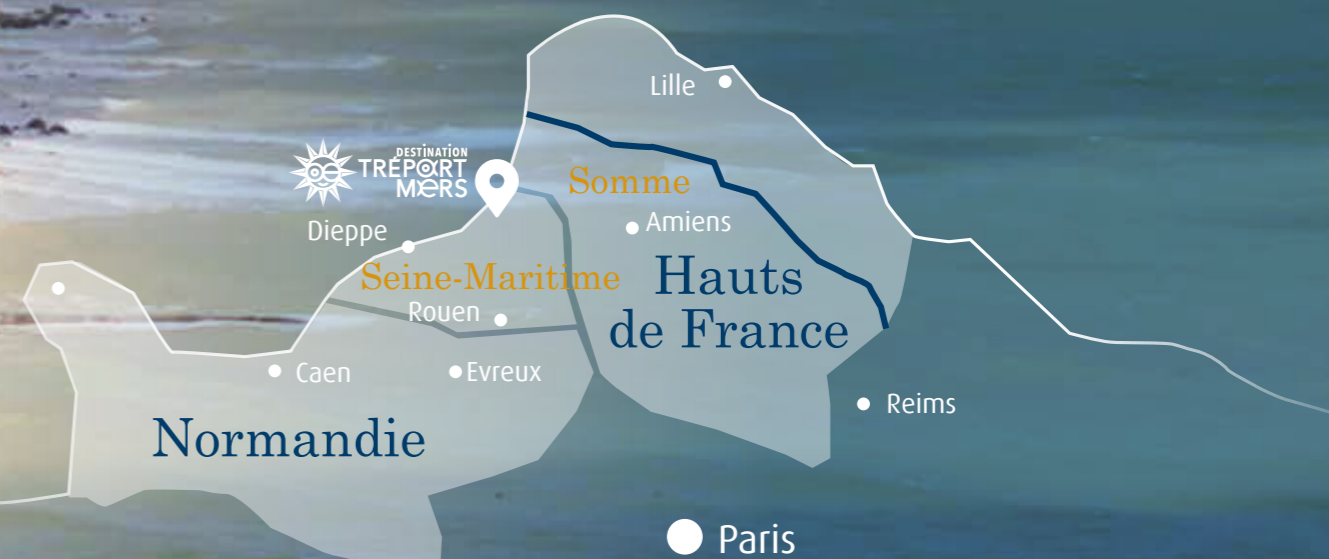 Lille
DESTINATION
TRÉPORT
MERS
Somme
Amiens
Dieppe
Seine-Maritime
Hauts
de France
Rouen
Caen
Evreux
Reims
Normandie
Paris